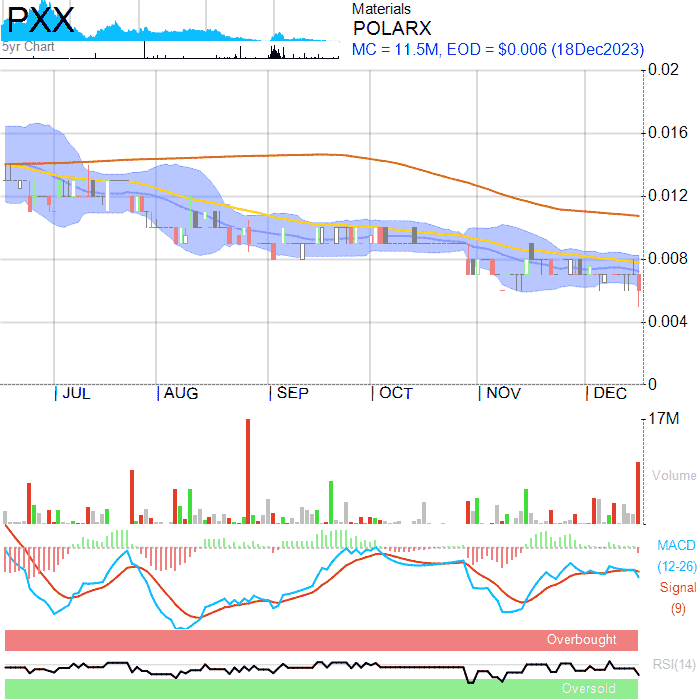 PXX
5yr Chart
Materials
POLARX
MC = 11.5M, EOD = $0.006 (18Dec2023)
0.02
0.016
0.012
0.008
0.004
0
JUL AUG SEP OCT NOV DEC
17M
Volume
MACD
(12-26)
Signal
(9)
Overbought
RSI(14)
Oversold